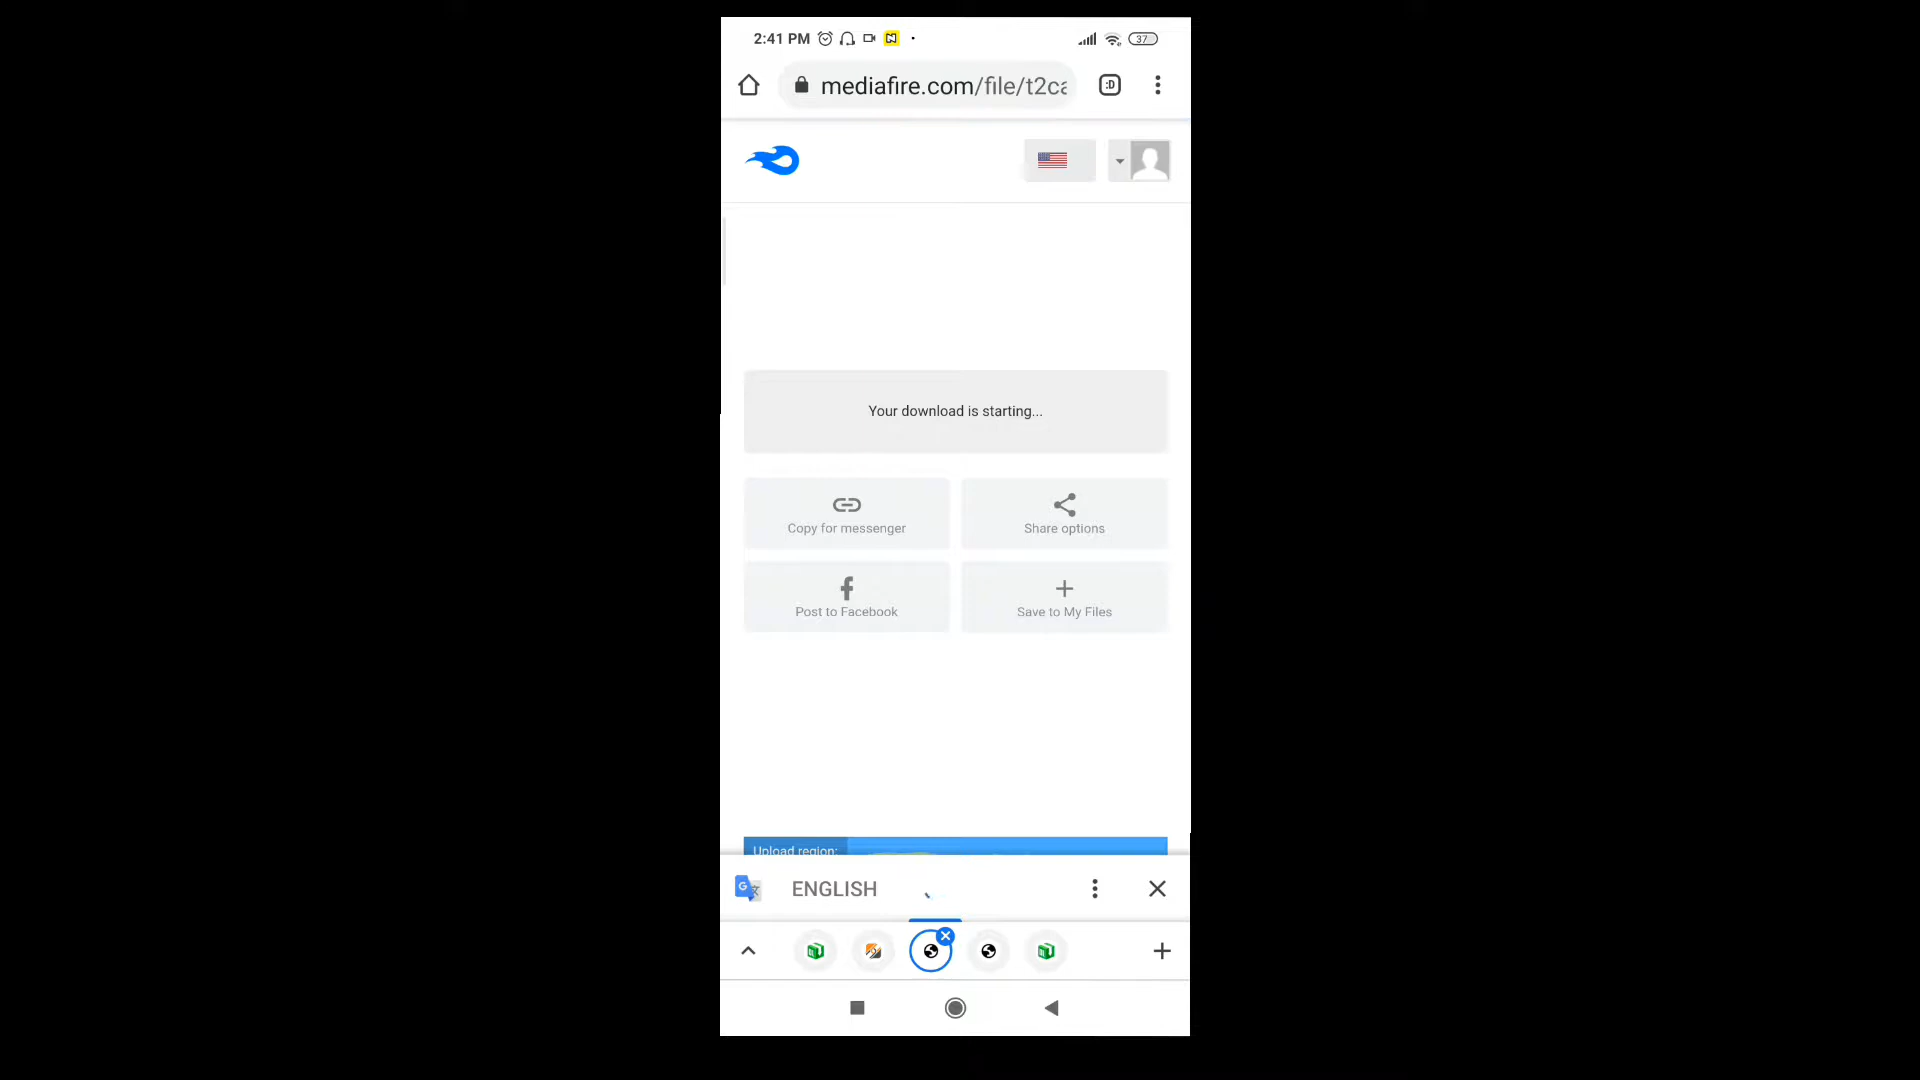 2:41 PM
37
mediafire.com/file/t2ca
:D
Your download is starting...
Copy for messenger
Share options
Post to Facebook
Save to My Files
Upload region:
ENGLISH